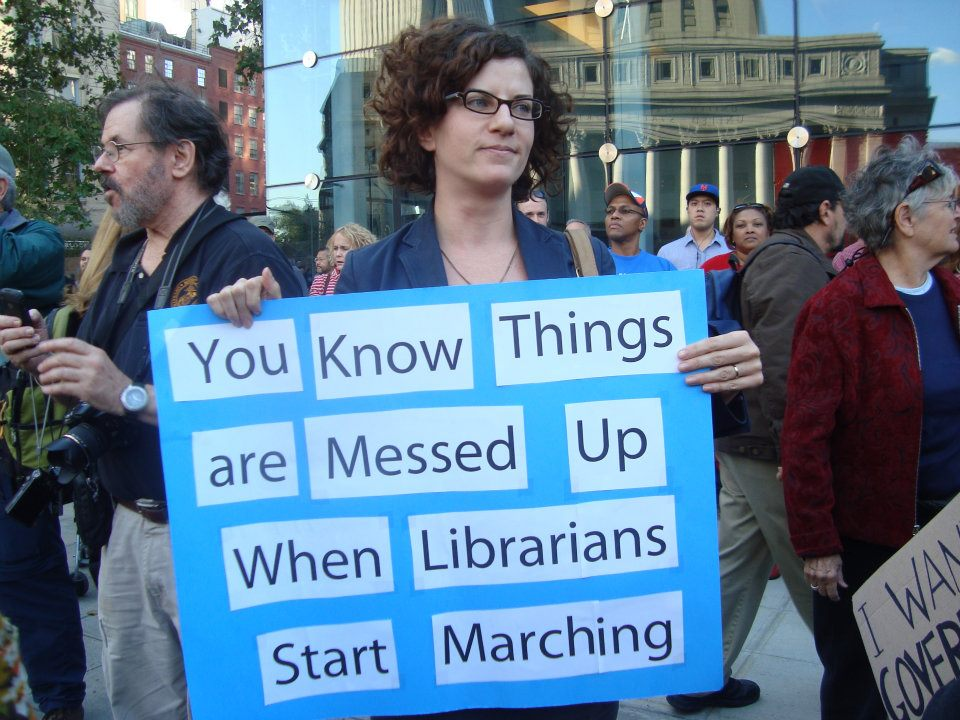 You Know Things
are Messed Up
When Librarians
Start Marching
I WAN
GOVER